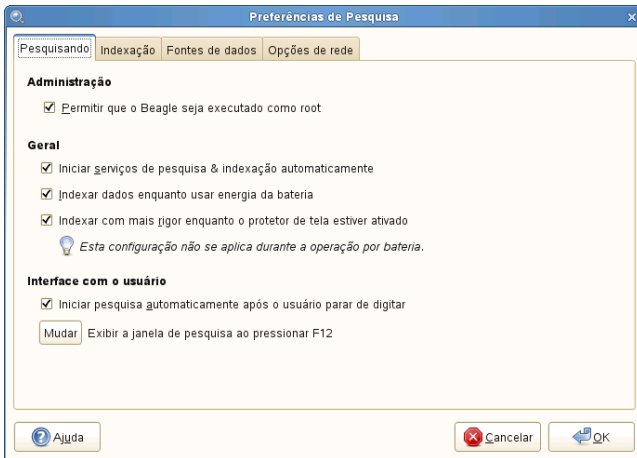 Preferências de Pesquisa
Pesquisando Indexação Fontes de dados Opções de rede
Administração
Permitir que o Beagle seja executado como root
Geral
Iniciar serviços de pesquisa & indexação automaticamente
Indexar dados enquanto usar energia da bateria
Indexar com mais rigor enquanto o protetor de tela estiver ativado
Esta configuração não se aplica durante a operação por bateria.
Interface com o usuário
Iniciar pesquisa automaticamente após o usuário parar de digitar
Mudar Exibir a janela de pesquisa ao pressionar F12
Ajuda Cancelar OK